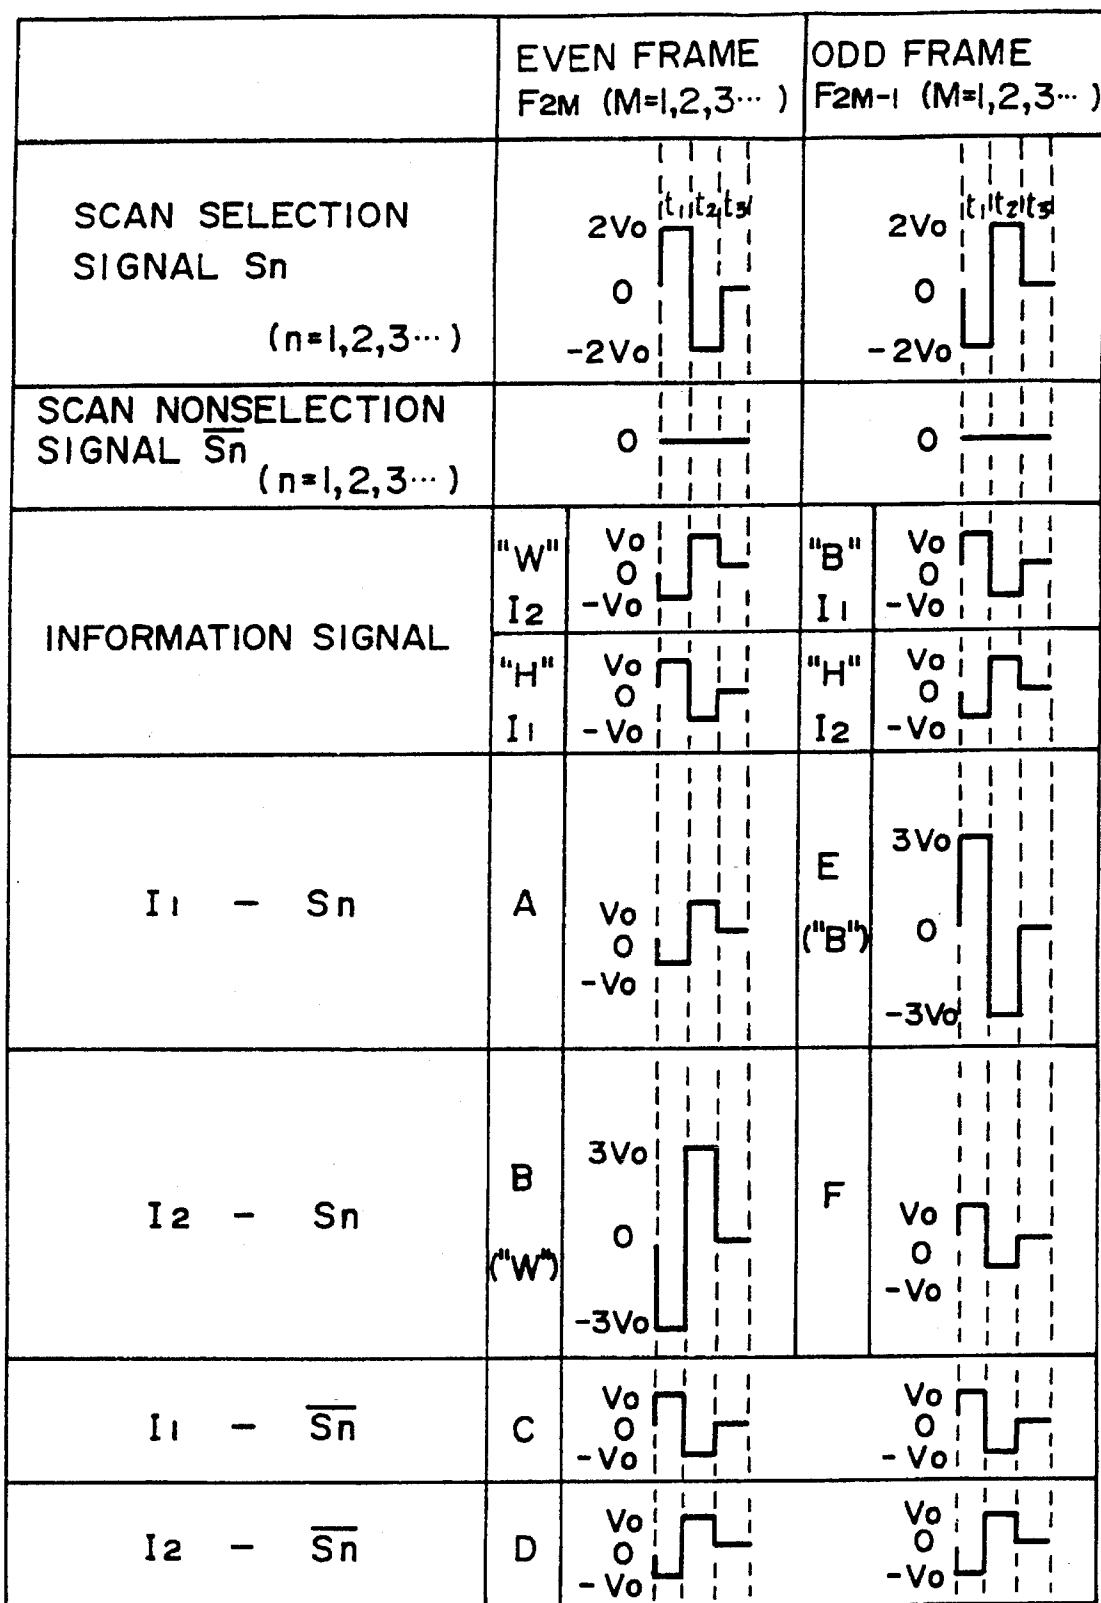 EVEN FRAME
F2M (M=1,2,3···)
ODD FRAME
F2M-1 (M=1,2,3···)
SCAN SELECTION
SIGNAL Sn
(n=1,2,3···)
t1 t2 t3
2Vo
0
-2Vo
t1 t2 t3
2Vo
0
-2Vo
SCAN NONSELECTION
SIGNAL S̅n̅
(n=1,2,3···)
0
0
INFORMATION SIGNAL
"W"
I2
Vo
0
-Vo
"B"
I1
Vo
0
-Vo
"H"
I1
Vo
0
-Vo
"H"
I2
Vo
0
-Vo
I1 - Sn
A
Vo
0
-Vo
E
("B")
3Vo
0
-3Vo
I2 - Sn
B
("W")
3Vo
0
-3Vo
F
Vo
0
-Vo
I1 - S̅n̅
C
Vo
0
-Vo
Vo
0
-Vo
I2 - S̅n̅
D
Vo
0
-Vo
Vo
0
-Vo